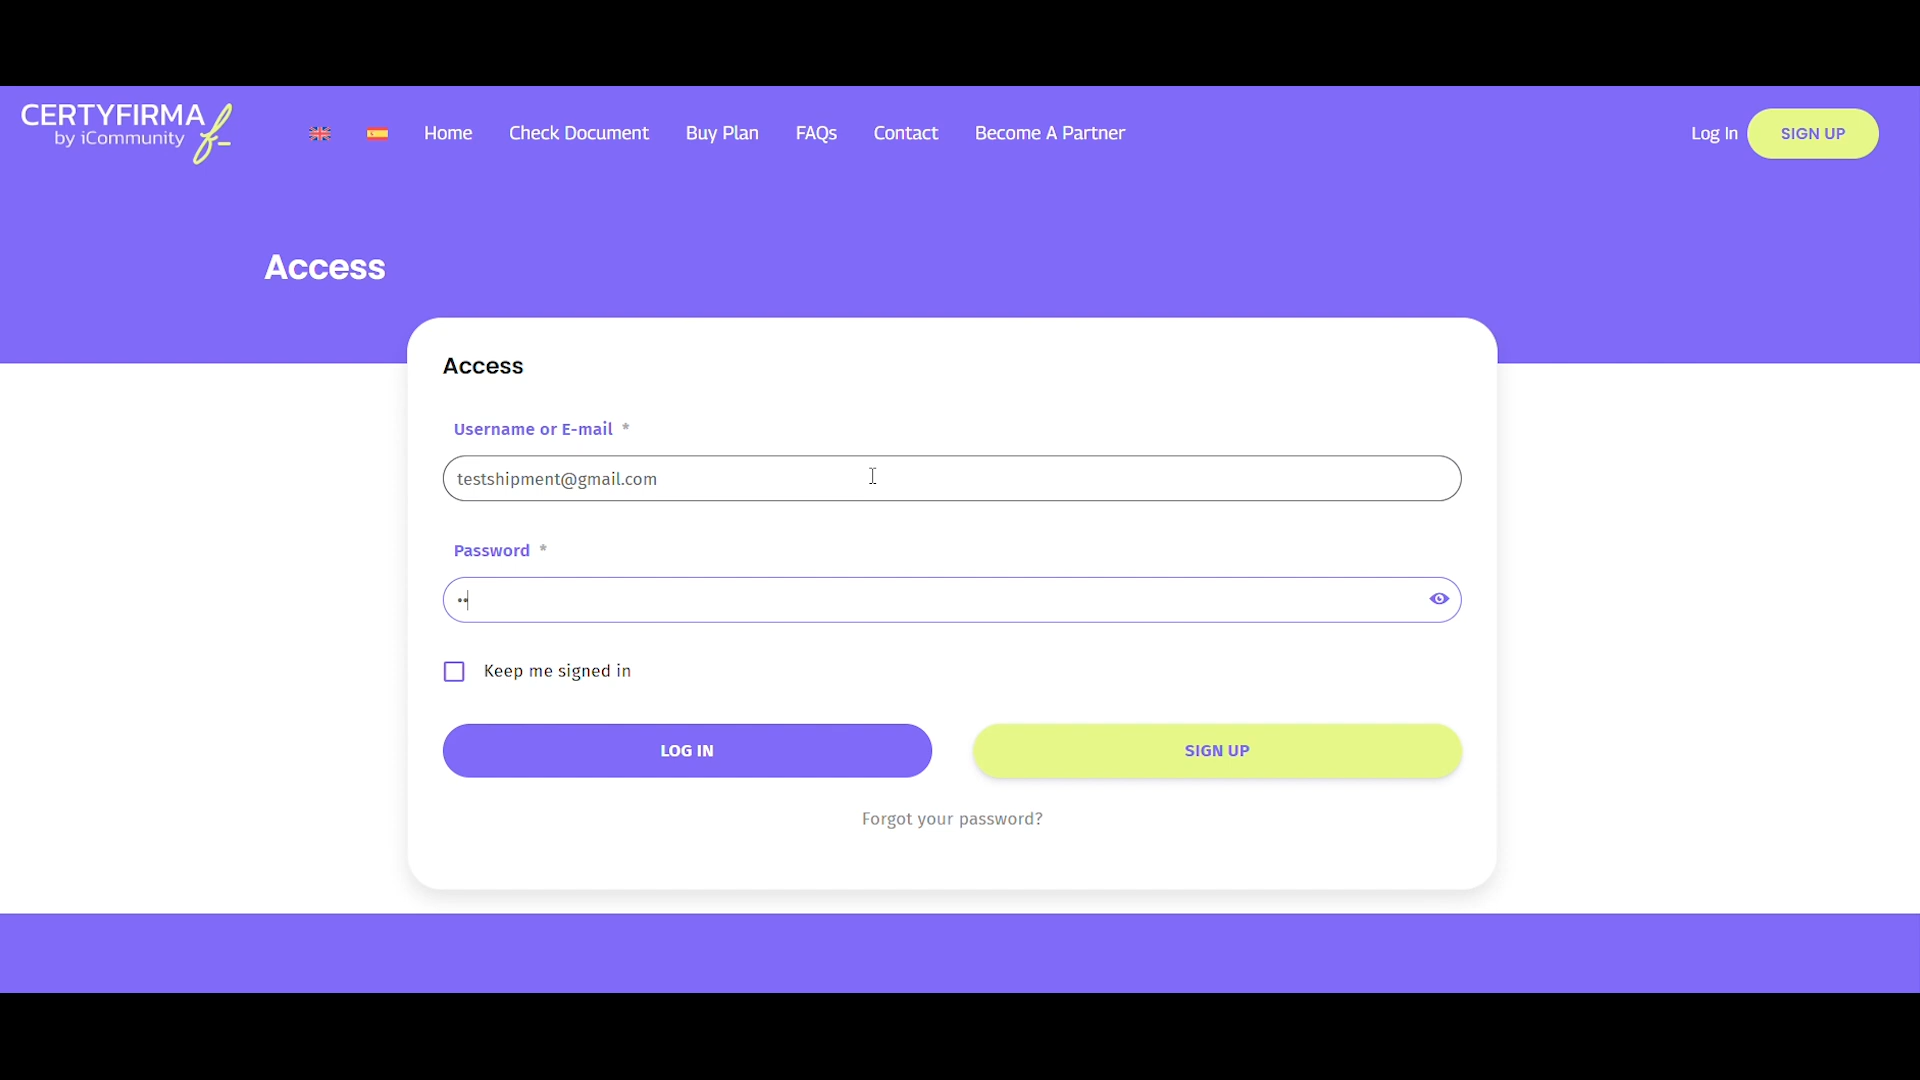 CERTYFIRMA
by iCommunity
Home
Check Document
Buy Plan
FAQs
Contact
Become A Partner
Log In
SIGN UP
Access
Access
Username or E-mail *
testshipment@gmail.com
Password *
••
Keep me signed in
LOG IN
SIGN UP
Forgot your password?